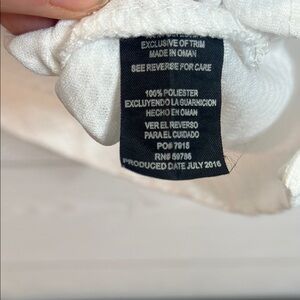 EXCLUSIVE OF TRIM
MADE IN OMAN
SEE REVERSE FOR CARE
100% POLIESTER
EXCLUYENDO LA GUARNICION
HECHO EN OMAN
VER EL REVERSO
PARA EL CUIDADO
PO# 7915
RN# 59786
PRODUCED DATE JULY 2016